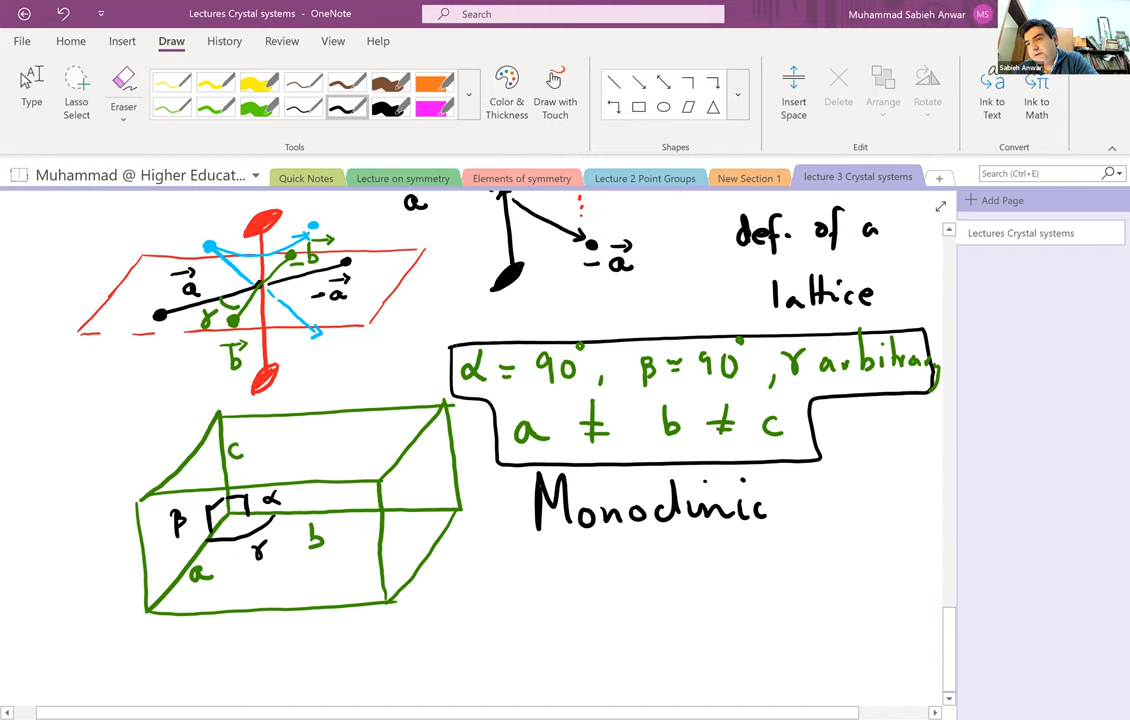 Lectures Crystal systems - OneNote
Search
Muhammad Sabieh Anwar
MS
Sabieh Anwar
File
Home
Insert
Draw
History
Review
View
Help
Type
Lasso Select
Eraser
Color & Thickness
Draw with Touch
Insert Space
Delete
Arrange
Rotate
Ink to Text
Ink to Math
Tools
Shapes
Edit
Convert
Muhammad @ Higher Educat...
Quick Notes
Lecture on symmetry
Elements of symmetry
Lecture 2 Point Groups
New Section 1
lecture 3 Crystal systems
Search (Ctrl+E)
Add Page
Lectures Crystal systems
a
-a
def. of a
lattice
a
-b
-a
γ
b
α = 90°, β = 90°, γ arbitrary
a ≠ b ≠ c
Monoclinic
c
α
β
γ
b
a